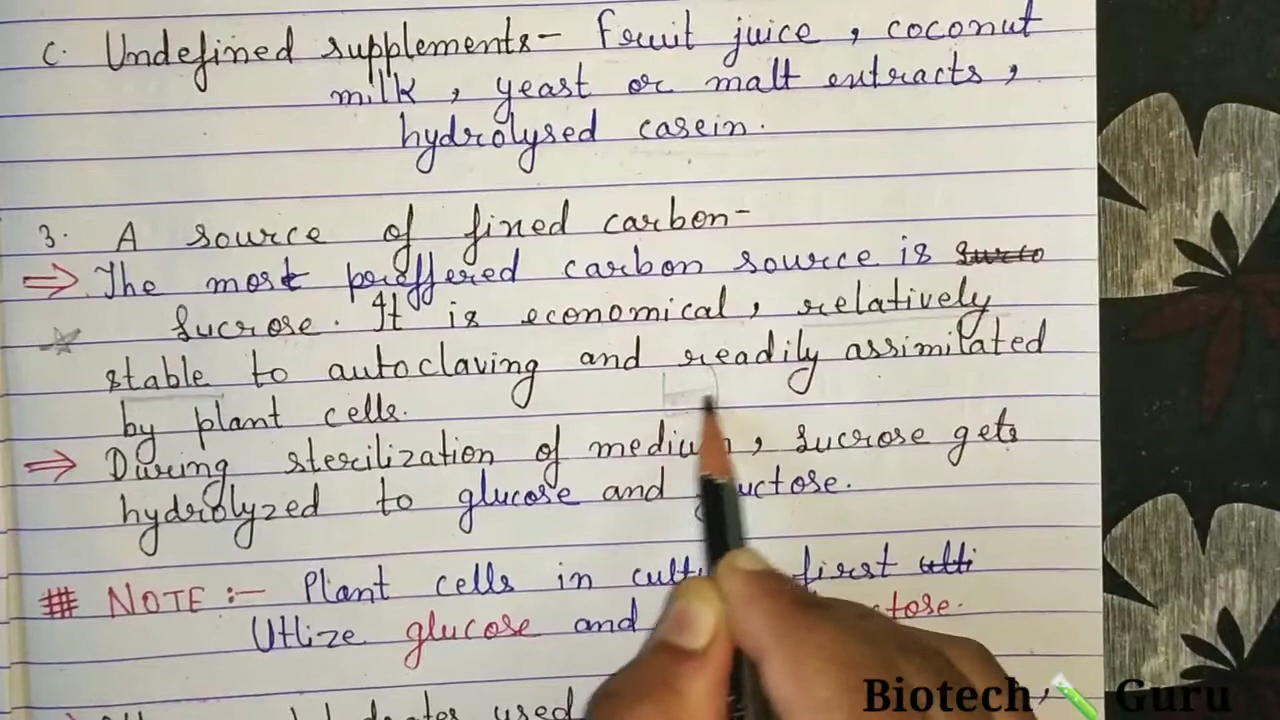 C. Undefined supplements- fruit juice, coconut
milk, yeast or malt extracts,
hydrolysed casein.
3. A source of fixed carbon-
⇒ The most preffered carbon source is
Sucrose. It is economical, relatively
stable to autoclaving and readily assimilated
by plant cells.
⇒ During sterilization of medium, sucrose gets
hydrolyzed to glucose and fructose.
# NOTE:- Plant cells in first
Utlize glucose and
used
Biotech Guru